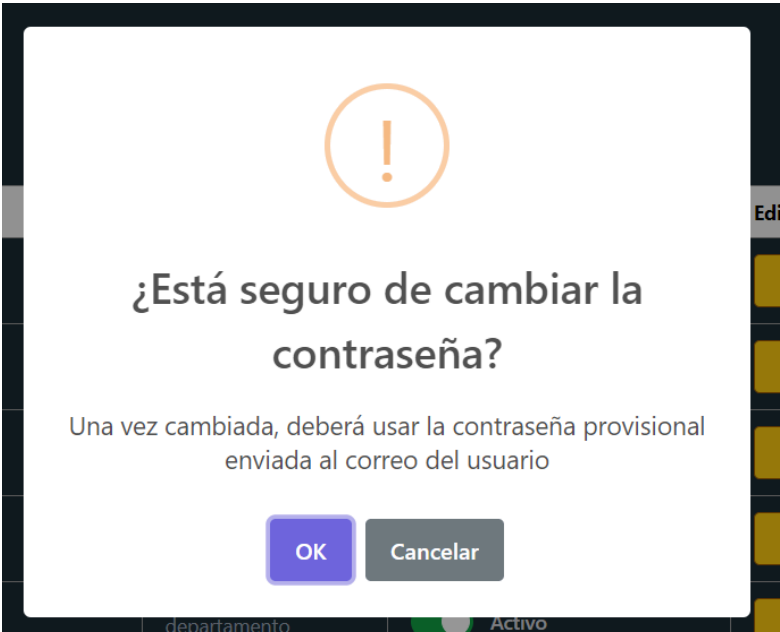 !
Edi
¿Está seguro de cambiar la
contraseña?
Una vez cambiada, deberá usar la contraseña provisional
enviada al correo del usuario
OK Cancelar
departamento Activo